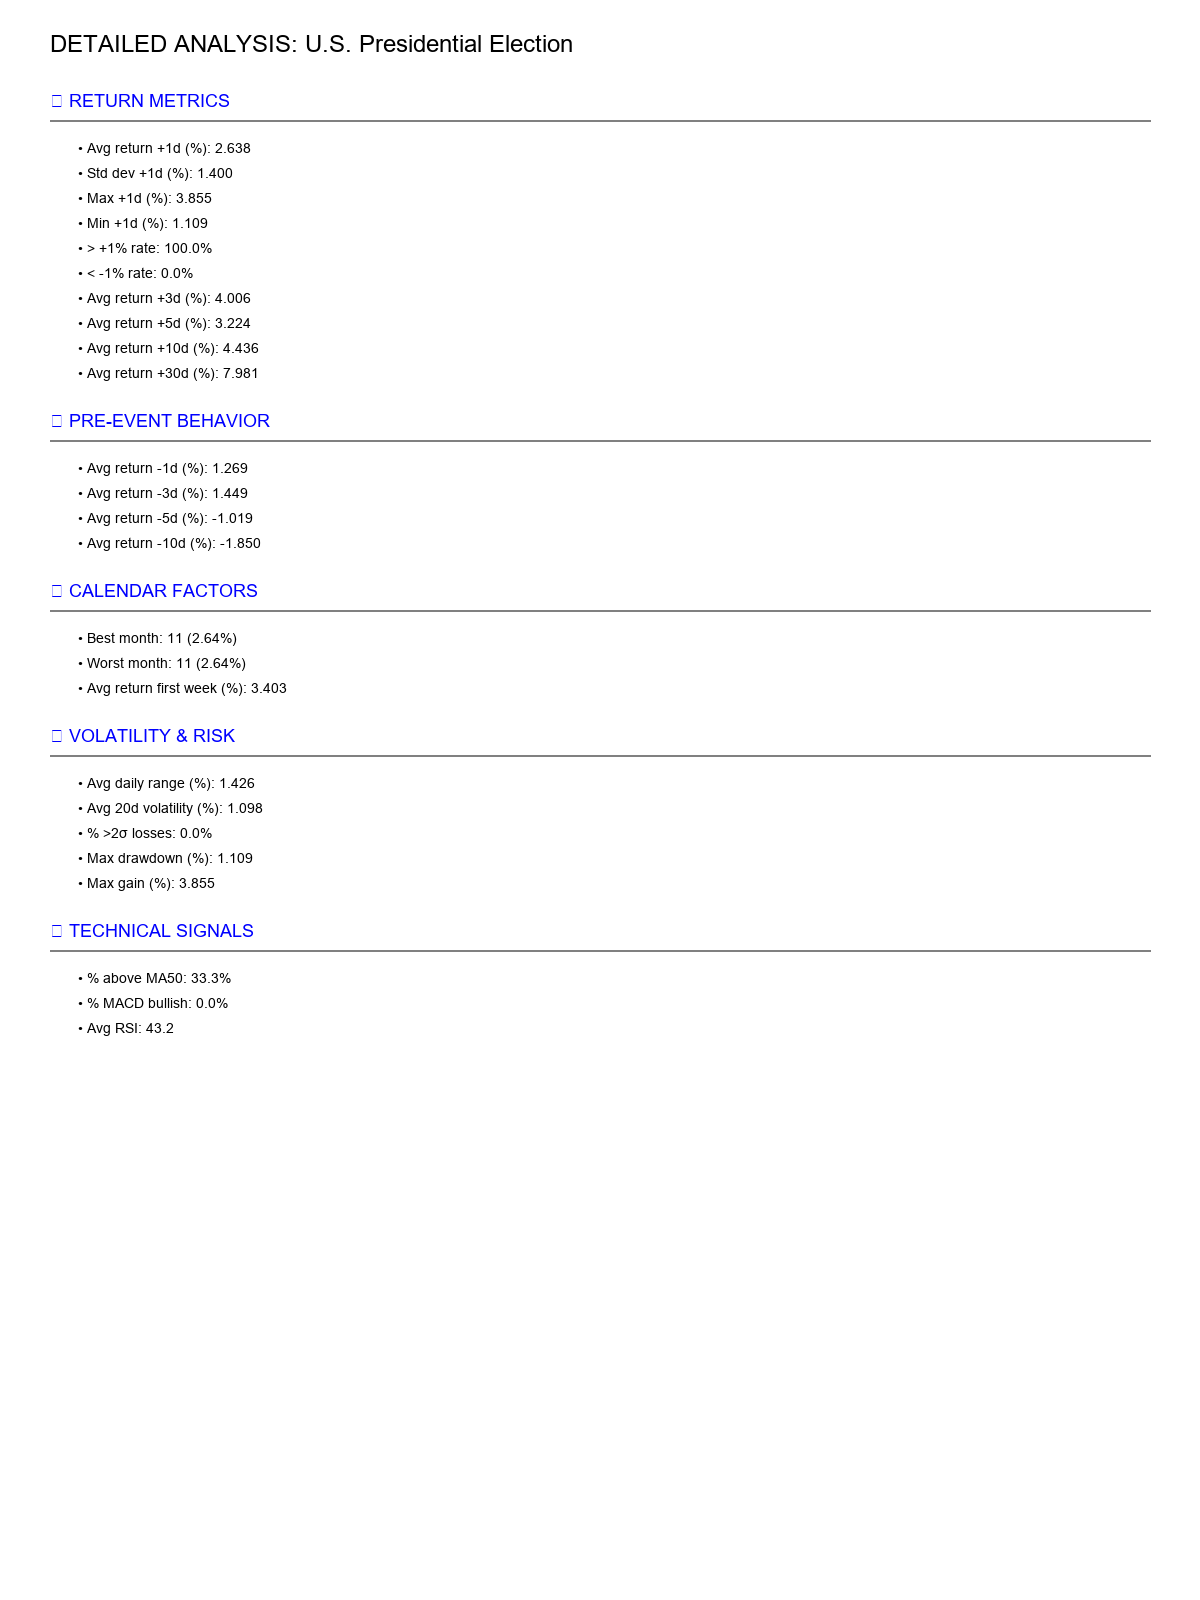 DETAILED ANALYSIS: U.S. Presidential Election
RETURN METRICS
• Avg return +1d (%): 2.638
• Std dev +1d (%): 1.400
• Max +1d (%): 3.855
• Min +1d (%): 1.109
• > +1% rate: 100.0%
• < -1% rate: 0.0%
• Avg return +3d (%): 4.006
• Avg return +5d (%): 3.224
• Avg return +10d (%): 4.436
• Avg return +30d (%): 7.981
PRE-EVENT BEHAVIOR
• Avg return -1d (%): 1.269
• Avg return -3d (%): 1.449
• Avg return -5d (%): -1.019
• Avg return -10d (%): -1.850
CALENDAR FACTORS
• Best month: 11 (2.64%)
• Worst month: 11 (2.64%)
• Avg return first week (%): 3.403
VOLATILITY & RISK
• Avg daily range (%): 1.426
• Avg 20d volatility (%): 1.098
• % >2σ losses: 0.0%
• Max drawdown (%): 1.109
• Max gain (%): 3.855
TECHNICAL SIGNALS
• % above MA50: 33.3%
• % MACD bullish: 0.0%
• Avg RSI: 43.2